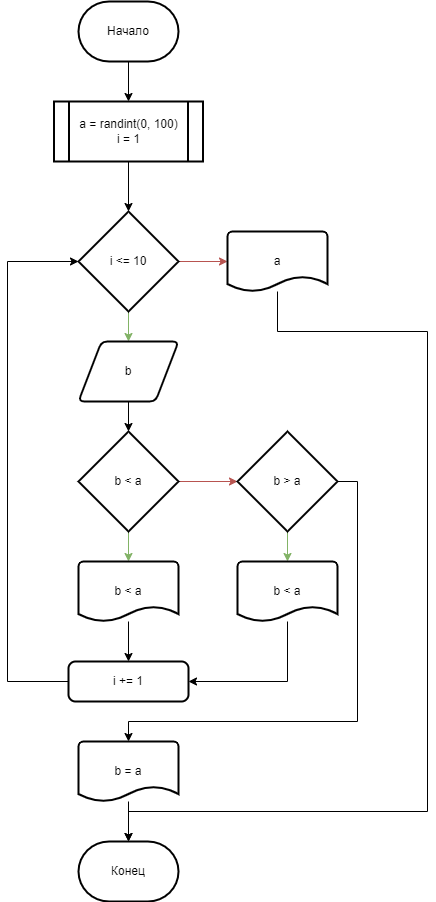 Начало
a = randint(0, 100)
i = 1
i <= 10
a
b
b < a
b > a
b < a
b < a
i += 1
b = a
Конец